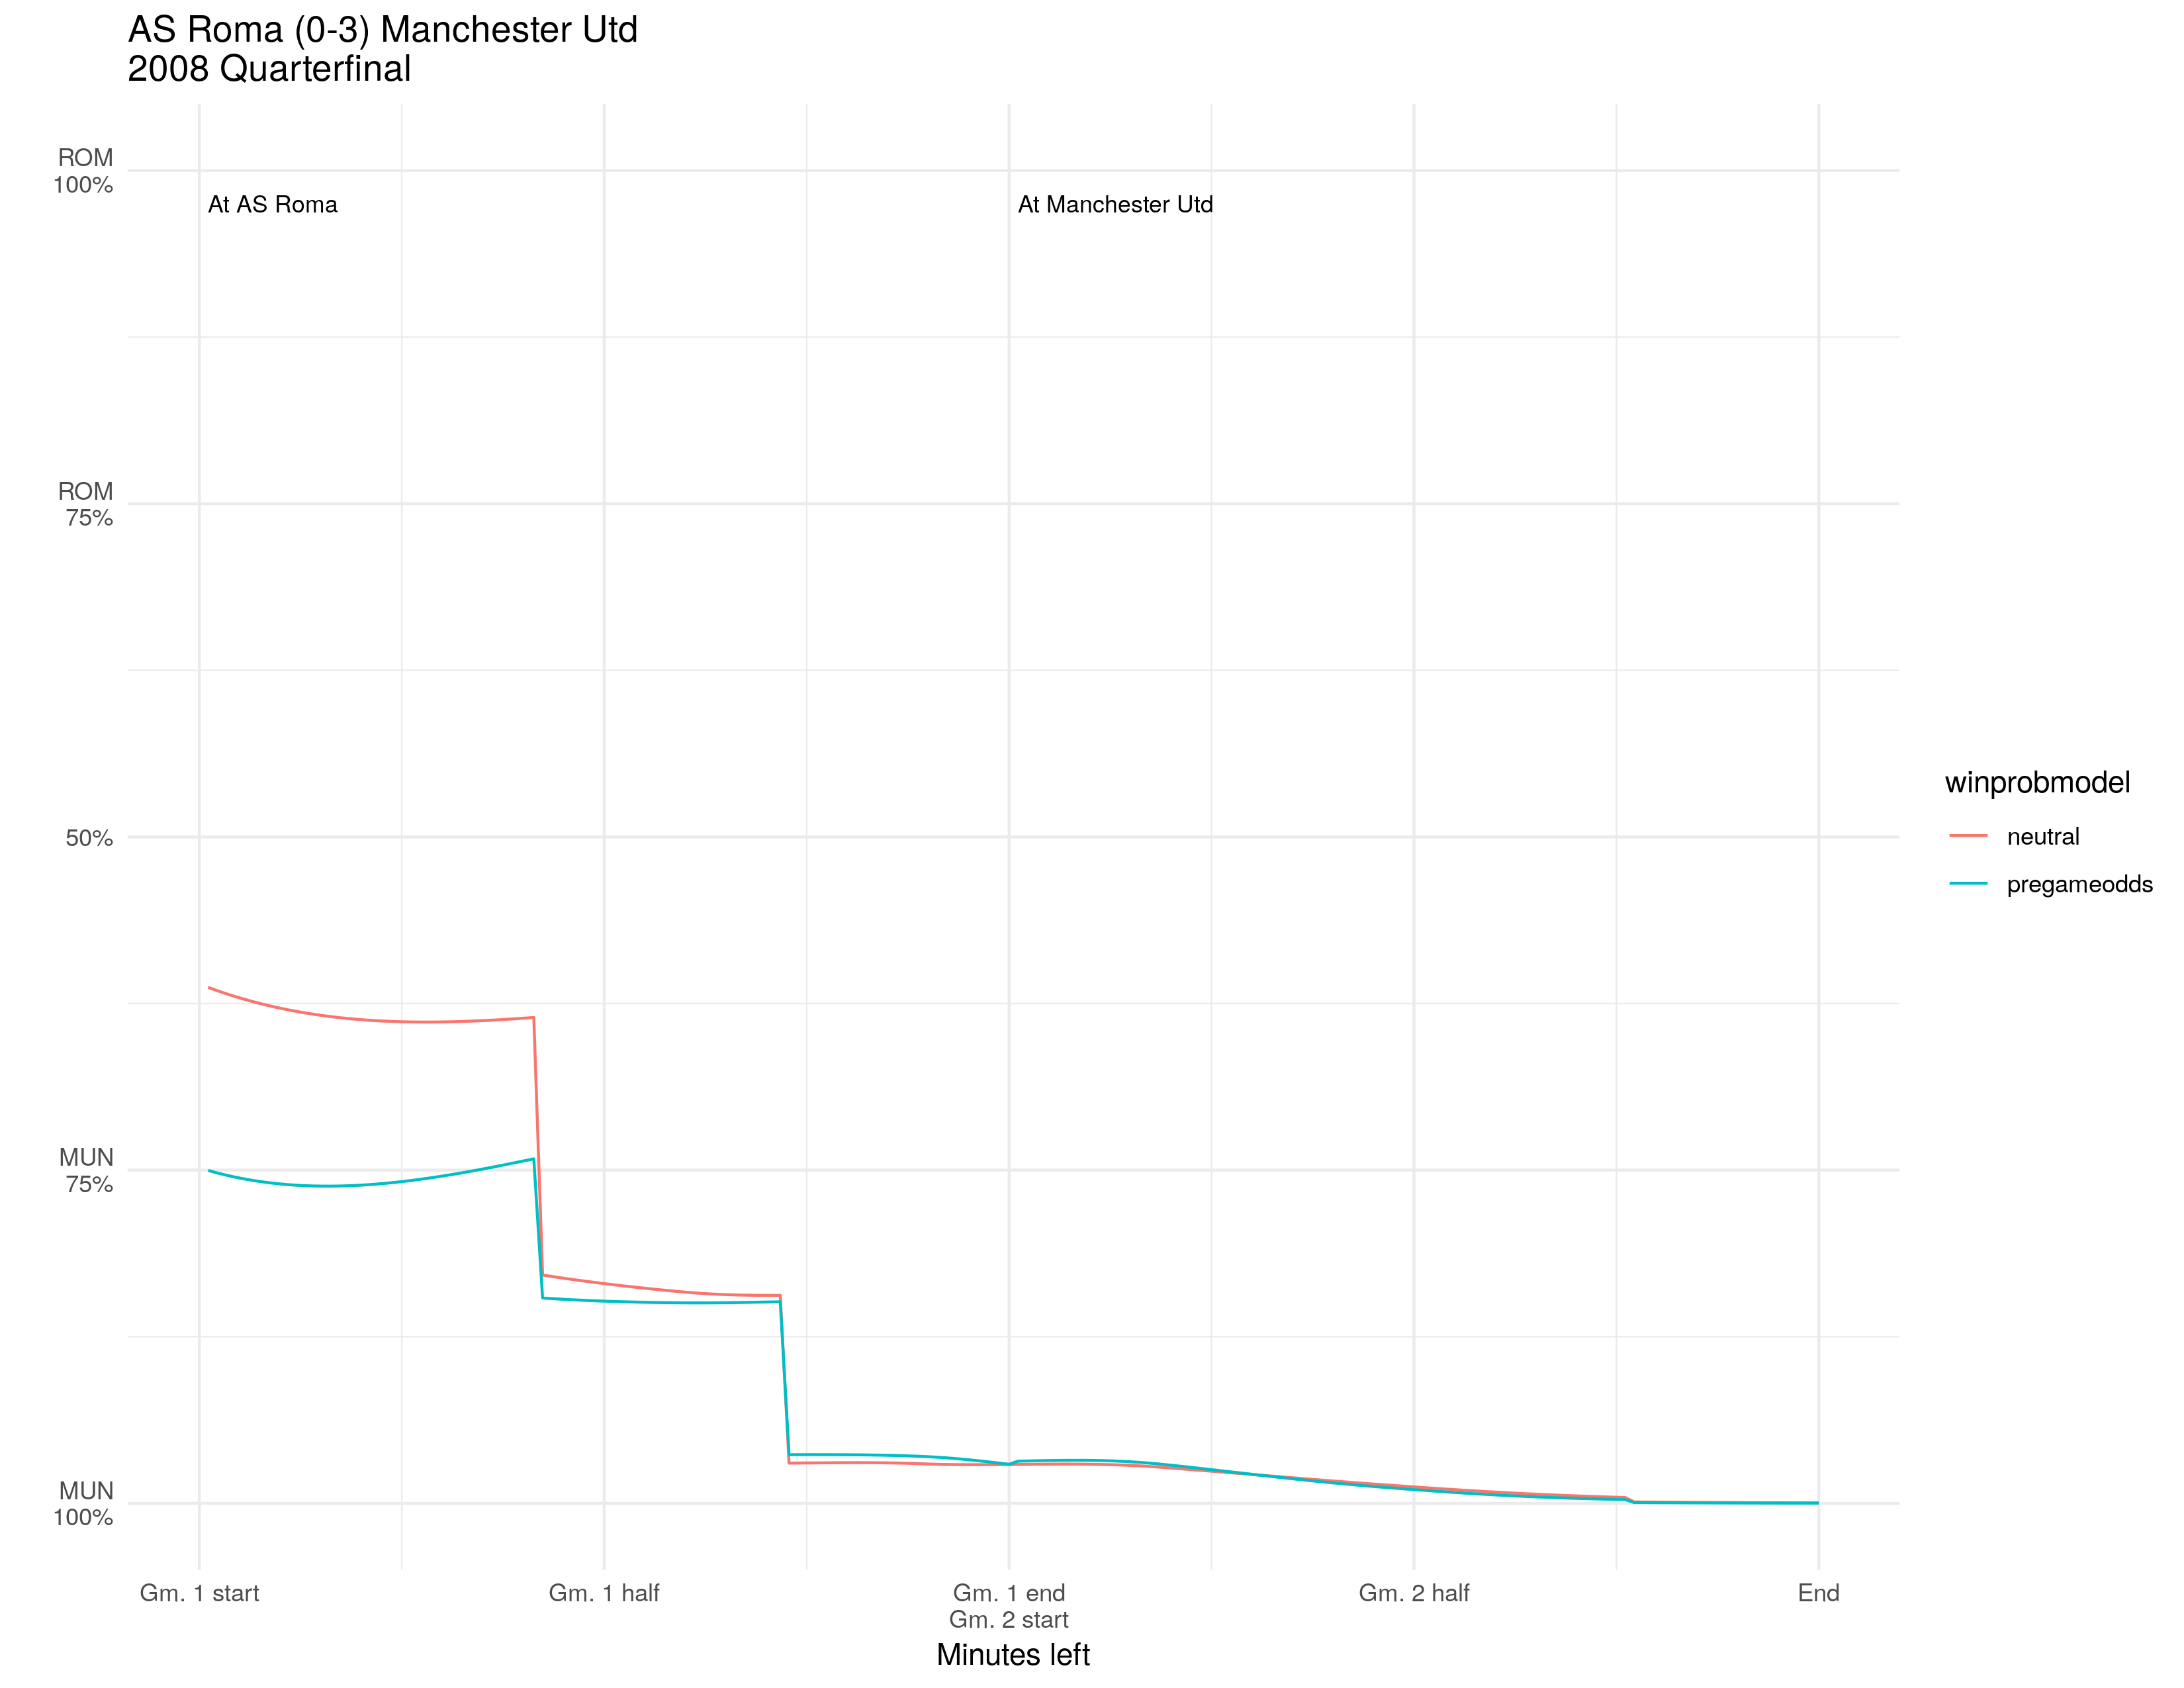 AS Roma (0-3) Manchester Utd
2008 Quarterfinal
ROM
100%
At AS Roma
At Manchester Utd
ROM
75%
50%
MUN
75%
MUN
100%
winprobmodel
neutral
pregameodds
Gm. 1 start
Gm. 1 half
Gm. 1 end
Gm. 2 start
Gm. 2 half
End
Minutes left